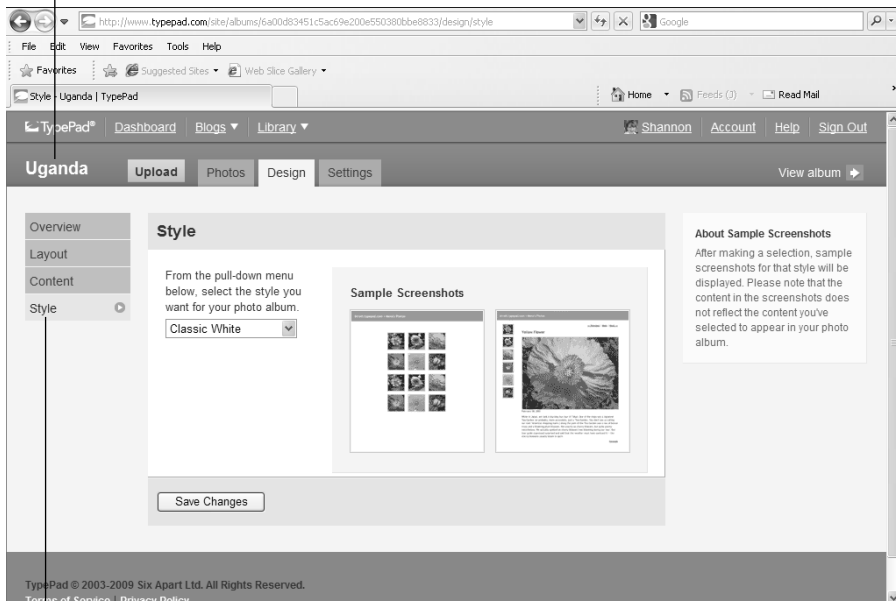 http://www.typepad.com/site/albums/6a00d83451c5ac69e200e550380bbe8833/design/style
Google
File Edit View Favorites Tools Help
Favorites Suggested Sites Web Slice Gallery
Style - Uganda | TypePad
Home Feeds (J) Read Mail
TypePad® Dashboard Blogs Library Shannon Account Help Sign Out
Uganda Upload Photos Design Settings View album
Overview
Layout
Content
Style
Style
From the pull-down menu
below, select the style you
want for your photo album.
Classic White
Sample Screenshots
Yellow Flower
Save Changes
About Sample Screenshots
After making a selection, sample
screenshots for that style will be
displayed. Please note that the
content in the screenshots does
not reflect the content you've
selected to appear in your photo
album.
TypePad © 2003-2009 Six Apart Ltd. All Rights Reserved.
Terms of Service | Privacy Policy